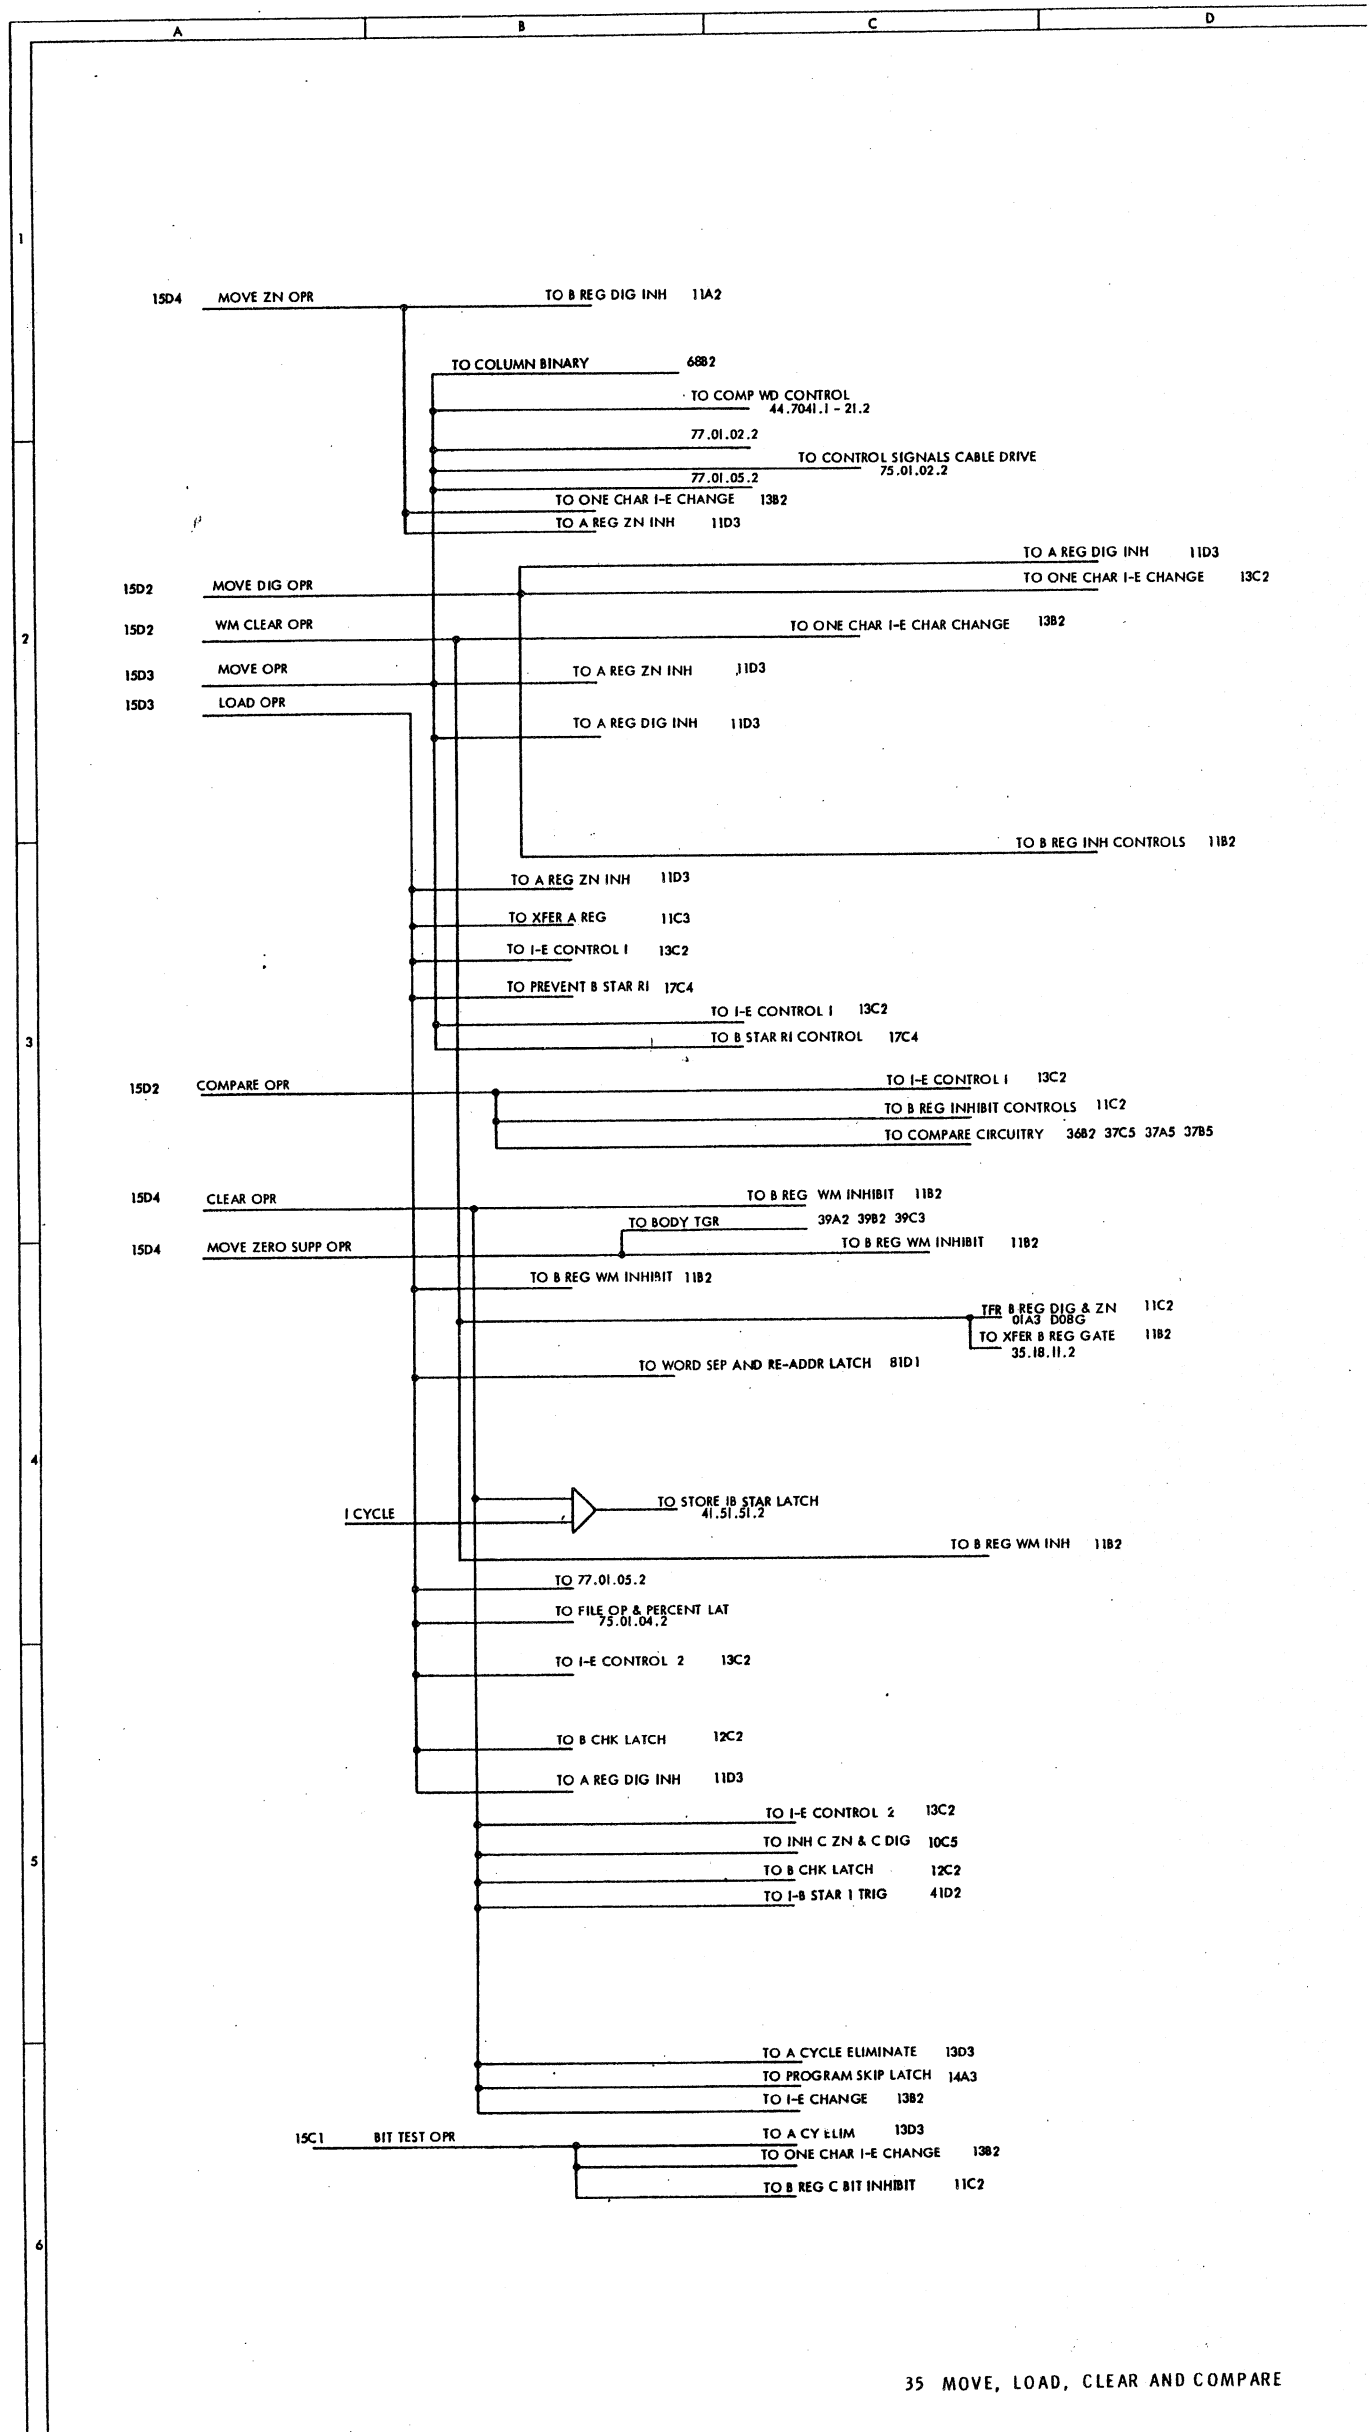 A B C D
1
15D4 MOVE ZN OPR TO B REG DIG INH 11A2
TO COLUMN BINARY 68B2
TO COMP WD CONTROL
44.7041.1 - 21.2
77.01.02.2
TO CONTROL SIGNALS CABLE DRIVE
75.01.02.2
77.01.05.2
TO ONE CHAR I-E CHANGE 13B2
TO A REG ZN INH 11D3
TO A REG DIG INH 11D3
15D2 MOVE DIG OPR TO ONE CHAR I-E CHANGE 13C2
2
15D2 WM CLEAR OPR TO ONE CHAR I-E CHAR CHANGE 13B2
15D3 MOVE OPR TO A REG ZN INH 11D3
15D3 LOAD OPR
TO A REG DIG INH 11D3
TO B REG INH CONTROLS 11B2
TO A REG ZN INH 11D3
TO XFER A REG 11C3
TO I-E CONTROL 1 13C2
TO PREVENT B STAR RI 17C4
TO I-E CONTROL 1 13C2
3
TO B STAR RI CONTROL 17C4
15D2 COMPARE OPR TO I-E CONTROL 1 13C2
TO B REG INHIBIT CONTROLS 11C2
TO COMPARE CIRCUITRY 36B2 37C5 37A5 37B5
15D4 CLEAR OPR TO B REG WM INHIBIT 11B2
TO BODY TGR 39A2 39B2 39C3
15D4 MOVE ZERO SUPP OPR TO B REG WM INHIBIT 11B2
TO B REG WM INHIBIT 11B2
TFR B REG DIG & ZN 11C2
01A3 D08G
TO XFER B REG GATE 11B2
35.18.11.2
TO WORD SEP AND RE-ADDR LATCH 81D1
4
I CYCLE TO STORE IB STAR LATCH
41.51.51.2
TO B REG WM INH 11B2
TO 77.01.05.2
TO FILE OP & PERCENT LAT
75.01.04.2
TO I-E CONTROL 2 13C2
TO B CHK LATCH 12C2
TO A REG DIG INH 11D3
TO I-E CONTROL 2 13C2
TO INH C ZN & C DIG 10C5
5
TO B CHK LATCH 12C2
TO I-B STAR 1 TRIG 41D2
TO A CYCLE ELIMINATE 13D3
TO PROGRAM SKIP LATCH 14A3
TO I-E CHANGE 13B2
15C1 BIT TEST OPR TO A CY ELIM 13D3
TO ONE CHAR I-E CHANGE 13B2
TO B REG C BIT INHIBIT 11C2
6
35 MOVE, LOAD, CLEAR AND COMPARE